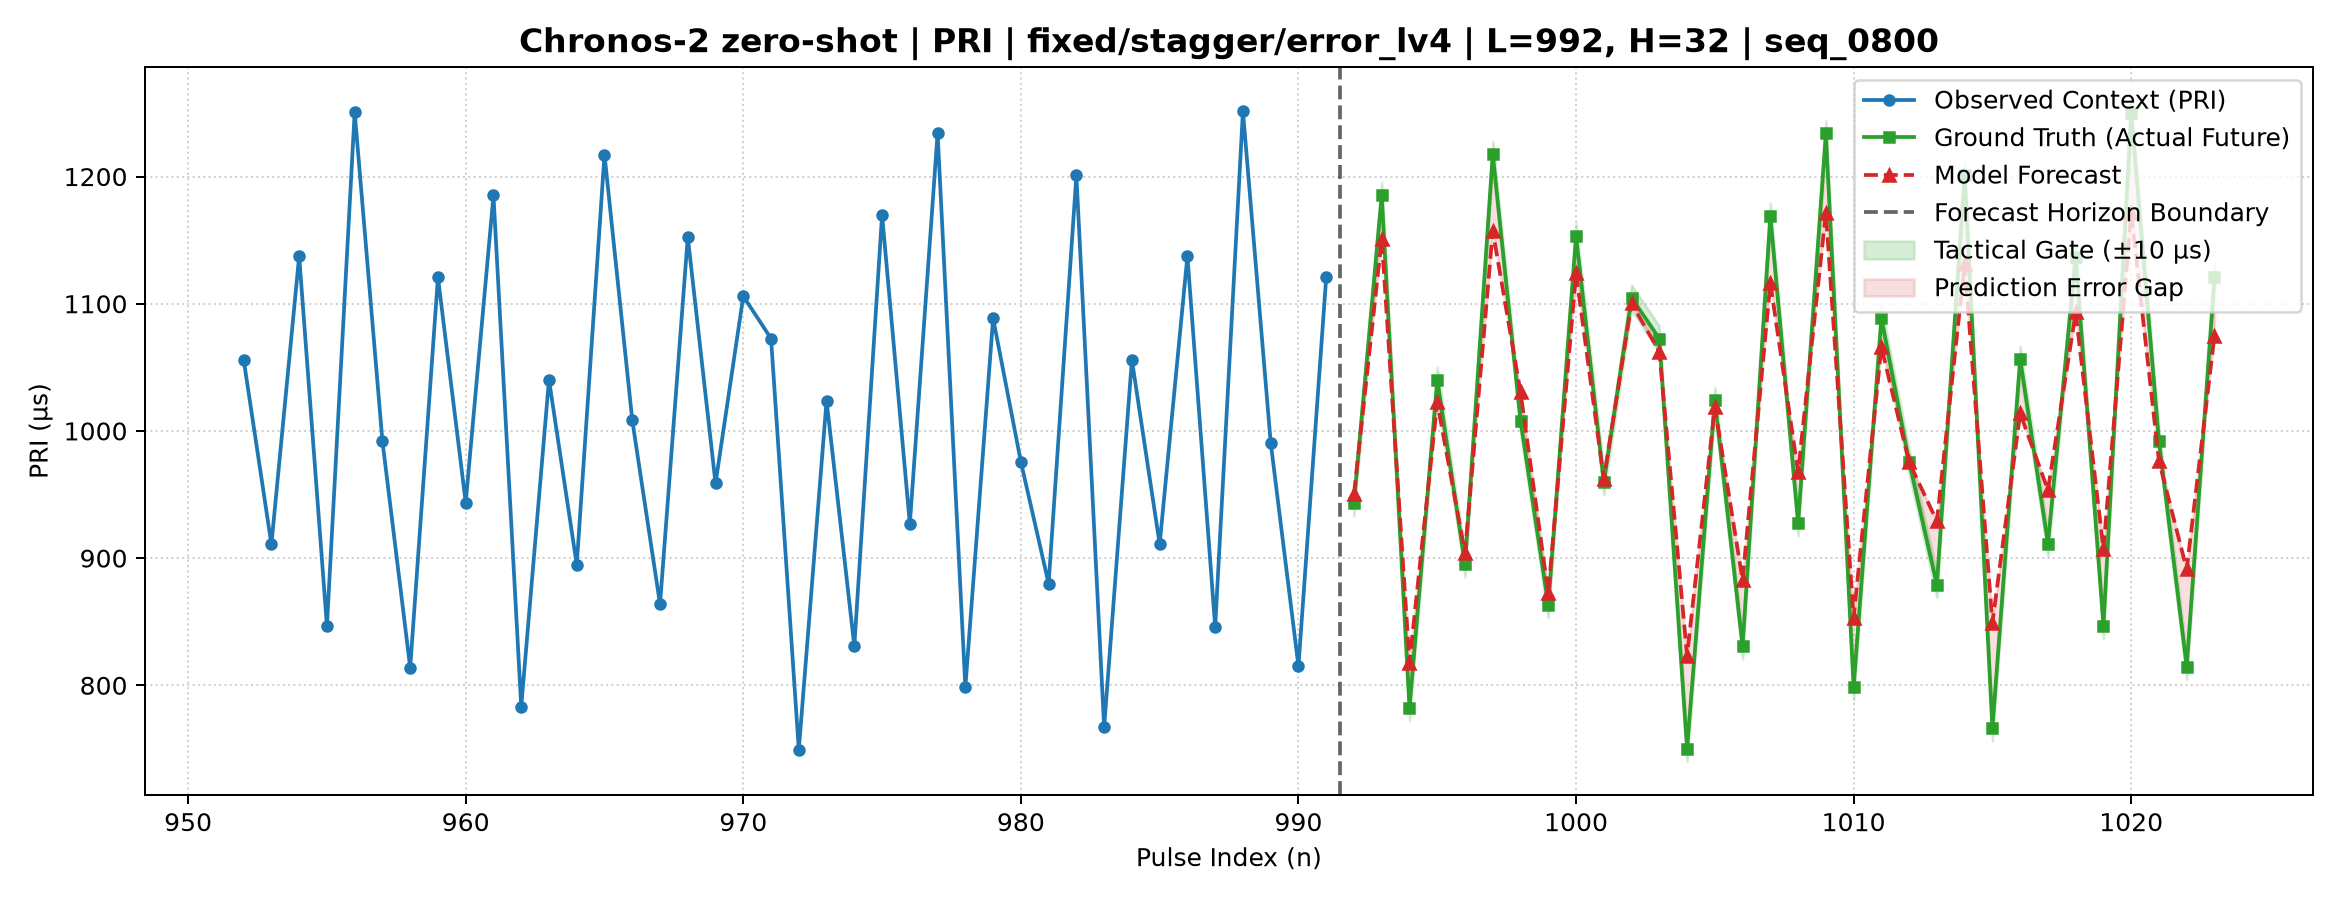 Chronos-2 zero-shot | PRI | fixed/stagger/error_lv4 | L=992, H=32 | seq_0800
Observed Context (PRI)
Ground Truth (Actual Future)
Model Forecast
Forecast Horizon Boundary
Tactical Gate (±10 µs)
Prediction Error Gap
PRI (µs)
1200
1100
1000
900
800
950
960
970
980
990
1000
1010
1020
Pulse Index (n)